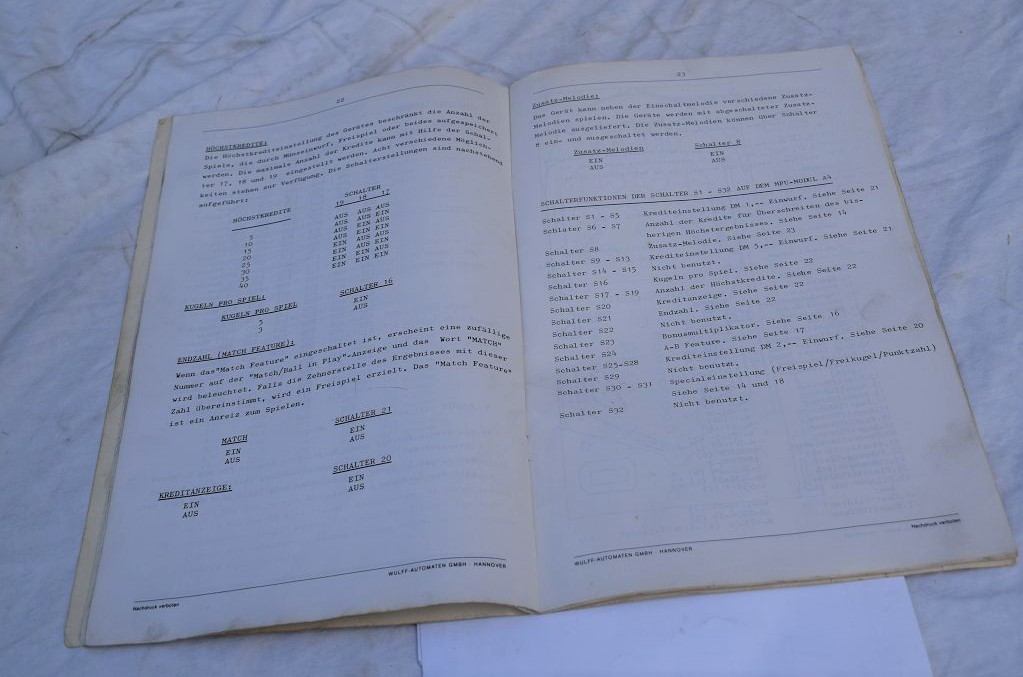 22
HÖCHSTKREDITE:
Die Höchstkrediteinstellung des Gerätes beschränkt die Anzahl der
Spiele, die durch Münzeinwurf, Freispiel oder beides aufgespeichert
werden. Die maximale Anzahl der Kredite kann mit Hilfe der Schal-
ter 17, 18 und 19 eingestellt werden. Acht verschiedene Möglich-
keiten stehen zur Verfügung. Die Schalterstellungen sind nachstehend
aufgeführt:
HÖCHSTKREDITE SCHALTER
19 18 17
5 AUS AUS AUS
10 AUS AUS EIN
15 AUS EIN AUS
20 AUS EIN EIN
25 EIN AUS AUS
30 EIN AUS EIN
35 EIN EIN AUS
40 EIN EIN EIN
KUGELN PRO SPIEL:
KUGELN PRO SPIEL SCHALTER 16
5 EIN
3 AUS
ENDZAHL (MATCH FEATURE):
Wenn das "Match Feature" eingeschaltet ist, erscheint eine zufällige
Nummer auf der "Match/Ball in Play".Anzeige und das Wort "MATCH"
wird beleuchtet. Falls die Zehnerstelle des Ergebnisses mit dieser
Zahl übereinstimmt, wird ein Freispiel erzielt. Das "Match Feature"
ist ein Anreiz zum Spielen.
MATCH SCHALTER 21
EIN EIN
AUS AUS
KREDITANZEIGE: SCHALTER 20
EIN EIN
AUS AUS
WULFF-AUTOMATEN GMBH · HANNOVER
Nachdruck verboten
23
Zusatz-Melodie:
Das Gerät kann neben der Einschaltmelodie verschiedene Zusatz-
Melodien spielen. Die Geräte werden mit abgeschalteter Zusatz-
Melodie ausgeliefert. Die Zusatz-Melodien können über Schalter
8 ein- und ausgeschaltet werden.
Zusatz-Melodien Schalter 8
EIN EIN
AUS AUS
SCHALTERFUNKTIONEN DER SCHALTER S1 - S32 AUF DEM MPU-MODUL A4
Schalter S1 - S5 Krediteinstellung DM 1,-- Einwurf. Siehe Seite 21
Schlater S6 - S7 Anzahl der Kredite für Überschreiten des bis-
herigen Höchstergebnisses. Siehe Seite 14
Schalter S8 Zusatz-Melodie. Siehe Seite 23
Schalter S9 - S13 Krediteinstellung DM 5,-- Einwurf. Siehe Seite 21
Schalter S14 - S15 Nicht benutzt.
Schalter S16 Kugeln pro Spiel. Siehe Seite 22
Schalter S17 - S19 Anzahl der Höchstkredite. Siehe Seite 22
Schalter S20 Kreditanzeige. Siehe Seite 22
Schalter S21 Endzahl. Siehe Seite 22
Schalter S22 Nicht benutzt.
Schalter S23 Bonusmultiplikator. Siehe Seite 16
Schalter S24 A-B Feature. Siehe Seite 17
Schalter S25-S28 Krediteinstellung DM 2,-- Einwurf. Siehe Seite 20
Schalter S29 Nicht benutzt.
Schalter S30 - S31 Specialeinstellung (Freispiel/Freikugel/Punktzahl)
Siehe Seite 14 und 18
Schalter S32 Nicht benutzt.
Nachdruck verboten
WULFF-AUTOMATEN GMBH · HANNOVER